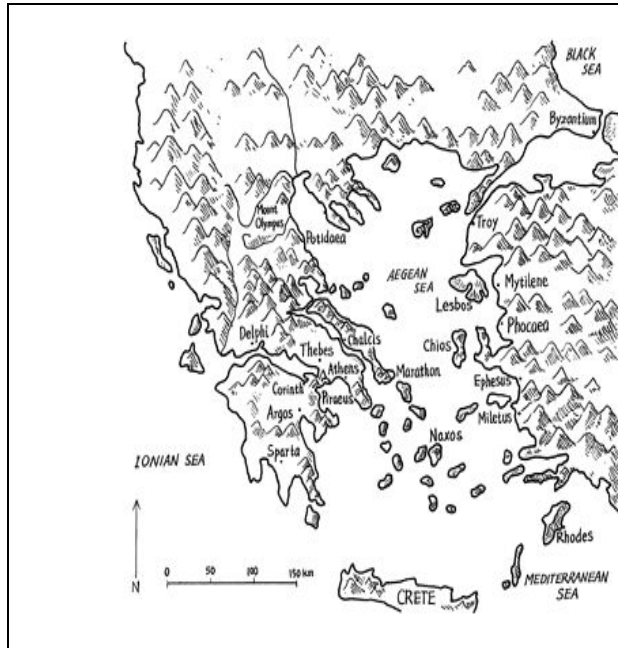 BLACK
SEA
Byzantium
Mount
Olympus
Troy
Potidaea
AEGEAN
SEA
Mytilene
Lesbos
Phocaea
Chalcis
Chios
Delphi
Thebes
Athens
Marathon
Corinth
Piraeus
Ephesus
Argos
Miletus
Naxos
Sparta
IONIAN SEA
Rhodes
N
0 50 100 150 km
MEDITERRANEAN
SEA
CRETE